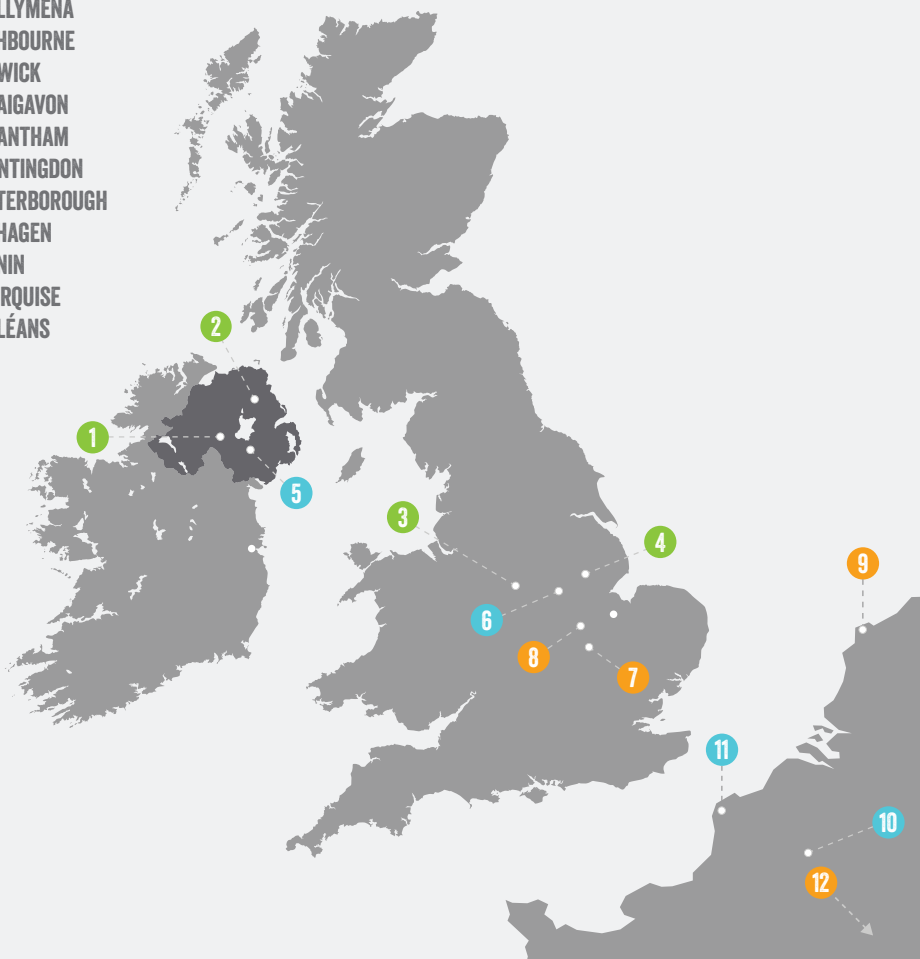 LLYMENA
HBOURNE
WICK
AIGAVON
ANTHAM
NTINGDON
TERBOROUGH
HAGEN
NIN
RQUISE
LÉANS
2
1
5
3
4
9
6
8
7
11
10
12